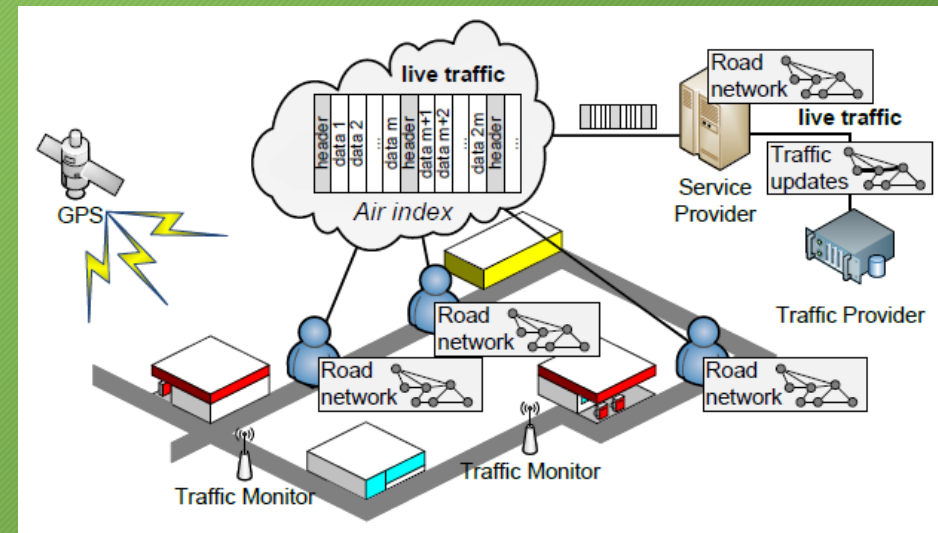 live traffic
header
data 1
data 2
...
data m
header
data m+1
data m+2
...
data 2m
header
...
Air index
GPS
Road
network
live traffic
Service
Provider
Traffic
updates
Traffic Provider
Road
network
Road
network
Road
network
Traffic Monitor
Traffic Monitor